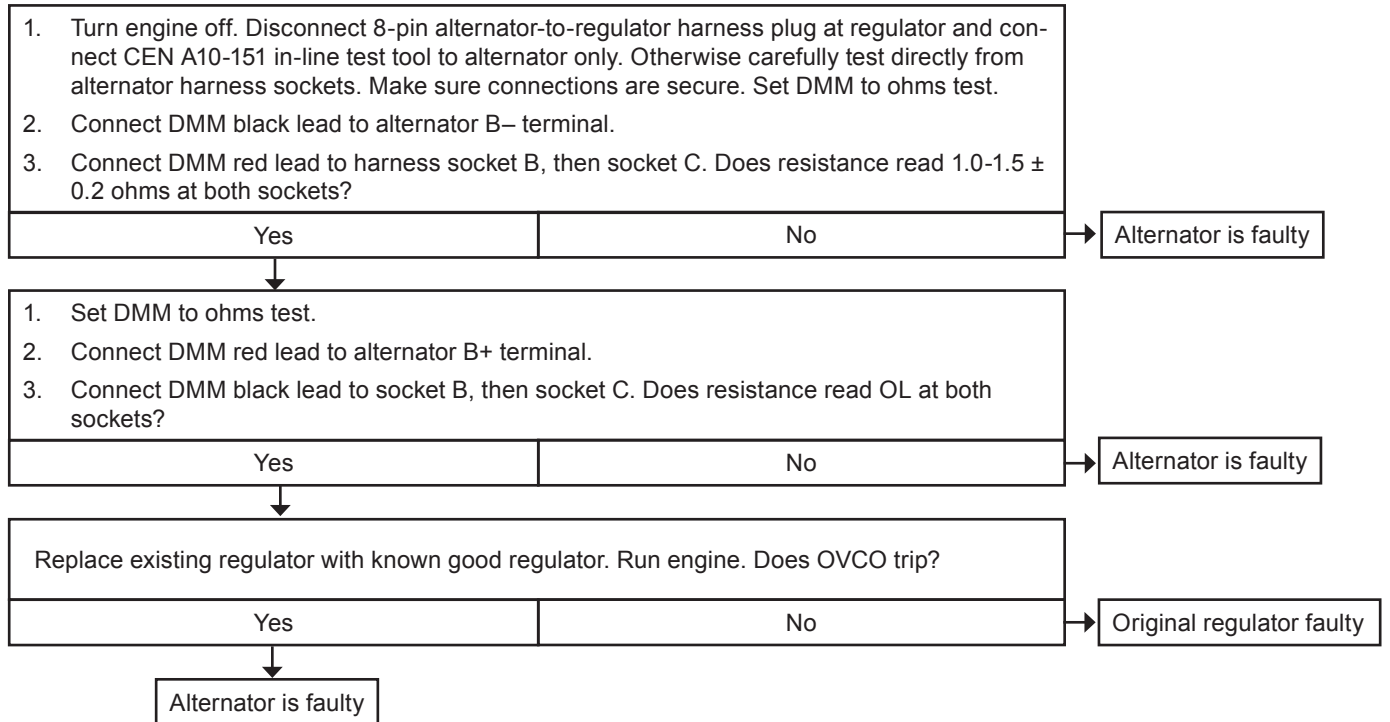 1. Turn engine off. Disconnect 8-pin alternator-to-regulator harness plug at regulator and con-
nect CEN A10-151 in-line test tool to alternator only. Otherwise carefully test directly from
alternator harness sockets. Make sure connections are secure. Set DMM to ohms test.
2. Connect DMM black lead to alternator B– terminal.
3. Connect DMM red lead to harness socket B, then socket C. Does resistance read 1.0-1.5 ±
0.2 ohms at both sockets?
Yes
No
Alternator is faulty
1. Set DMM to ohms test.
2. Connect DMM red lead to alternator B+ terminal.
3. Connect DMM black lead to socket B, then socket C. Does resistance read OL at both
sockets?
Yes
No
Alternator is faulty
Replace existing regulator with known good regulator. Run engine. Does OVCO trip?
Yes
No
Original regulator faulty
Alternator is faulty